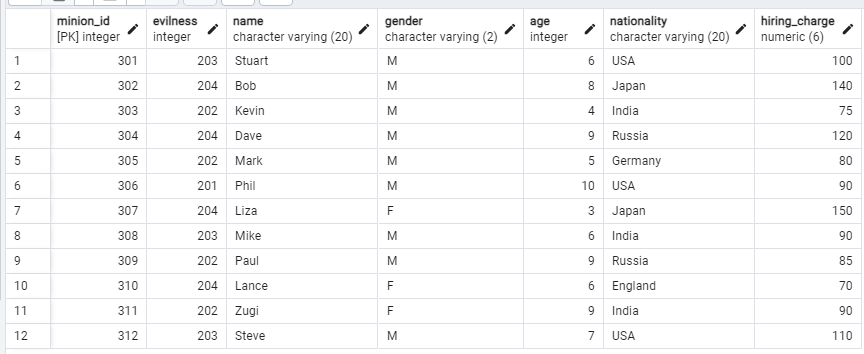 minion_id evilness name gender age nationality hiring_charge
[PK] integer integer character varying (20) character varying (2) integer character varying (20) numeric (6)
1 301 203 Stuart M 6 USA 100
2 302 204 Bob M 8 Japan 140
3 303 202 Kevin M 4 India 75
4 304 204 Dave M 9 Russia 120
5 305 202 Mark M 5 Germany 80
6 306 201 Phil M 10 USA 90
7 307 204 Liza F 3 Japan 150
8 308 203 Mike M 6 India 90
9 309 202 Paul M 9 Russia 85
10 310 204 Lance F 6 England 70
11 311 202 Zugi F 9 India 90
12 312 203 Steve M 7 USA 110